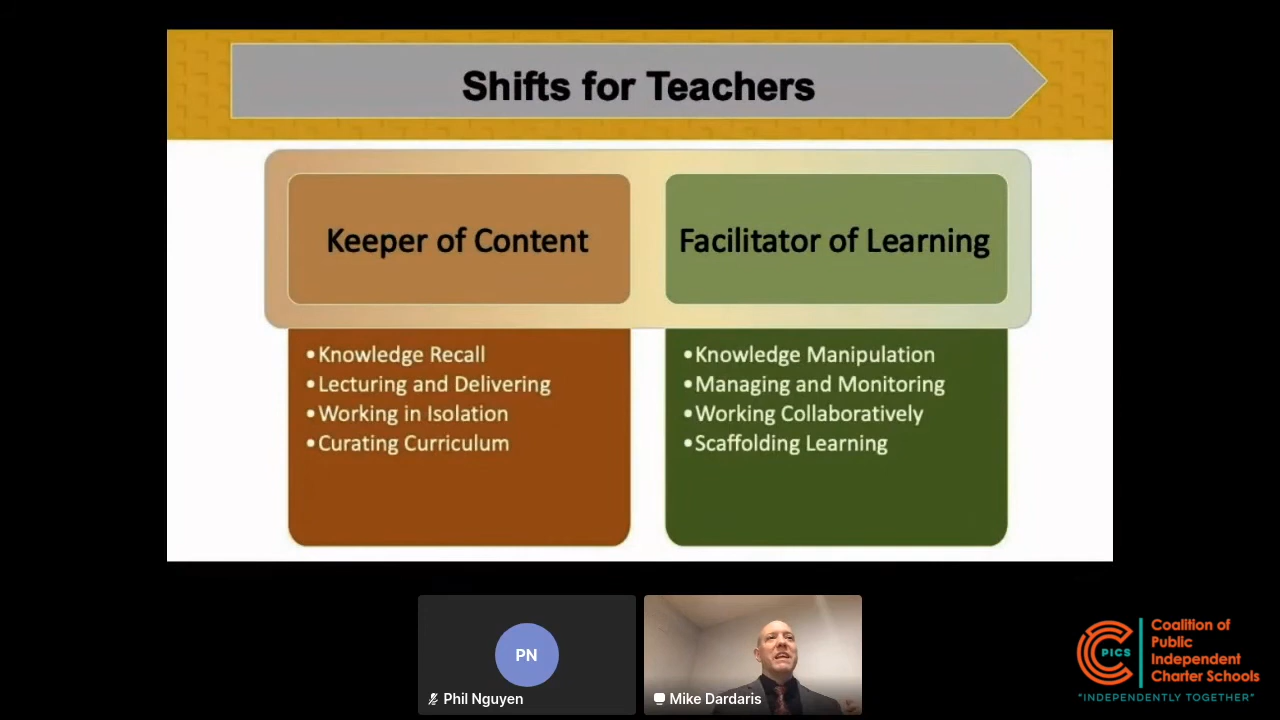 Shifts for Teachers
Keeper of Content
Facilitator of Learning
•Knowledge Recall
•Lecturing and Delivering
•Working in Isolation
•Curating Curriculum
•Knowledge Manipulation
•Managing and Monitoring
•Working Collaboratively
•Scaffolding Learning
PN
Phil Nguyen
Mike Dardaris
PICS
Coalition of
Public
Independent
Charter Schools
"INDEPENDENTLY TOGETHER"